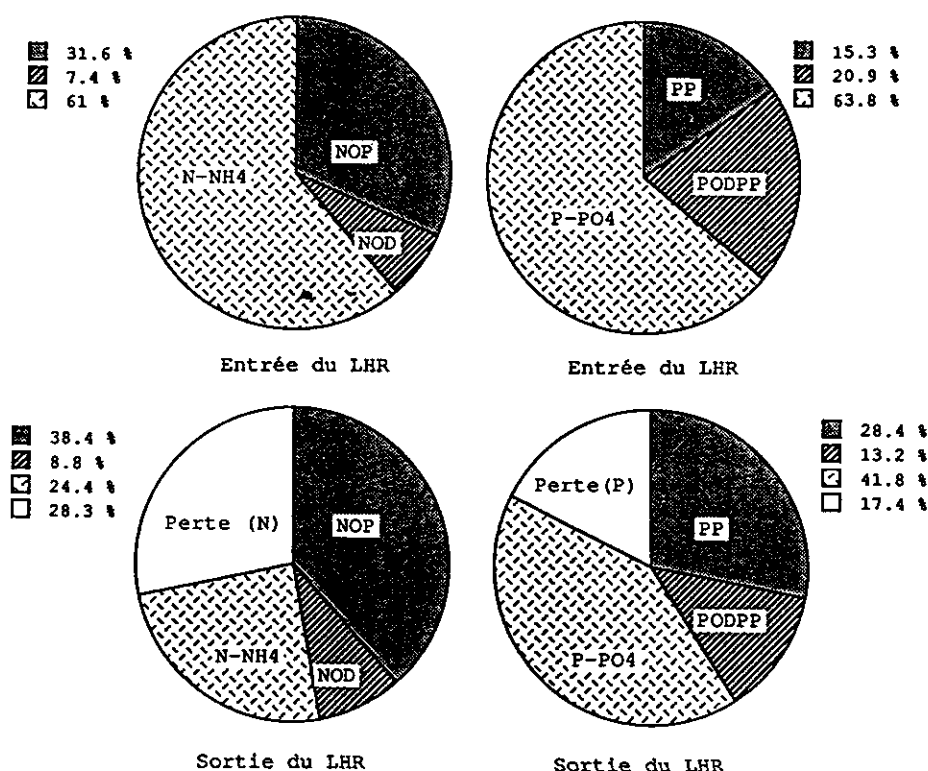 31.6 %
7.4 %
61 %
NOP
N-NH4
NOD
Entrée du LHR
15.3 %
20.9 %
63.8 %
PP
PODPP
P-PO4
Entrée du LHR
38.4 %
8.8 %
24.4 %
28.3 %
Perte (N)
NOP
N-NH4
NOD
Sortie du LHR
28.4 %
13.2 %
41.8 %
17.4 %
Perte(P)
PP
PODPP
P-PO4
Sortie du LHR